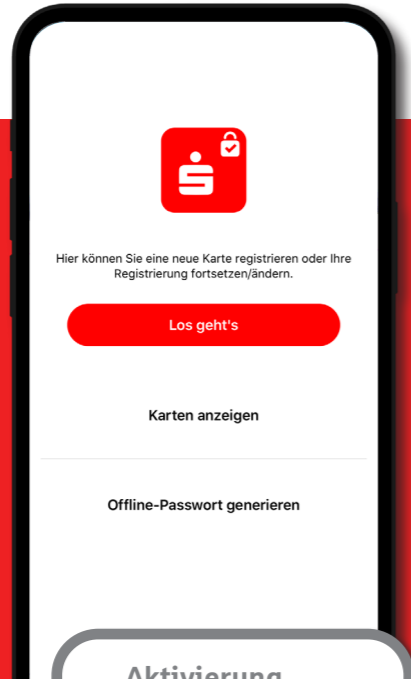 Hier können Sie eine neue Karte registrieren oder Ihre
Registrierung fortsetzen/ändern.
Los geht's
Karten anzeigen
Offline-Passwort generieren
Aktivierung